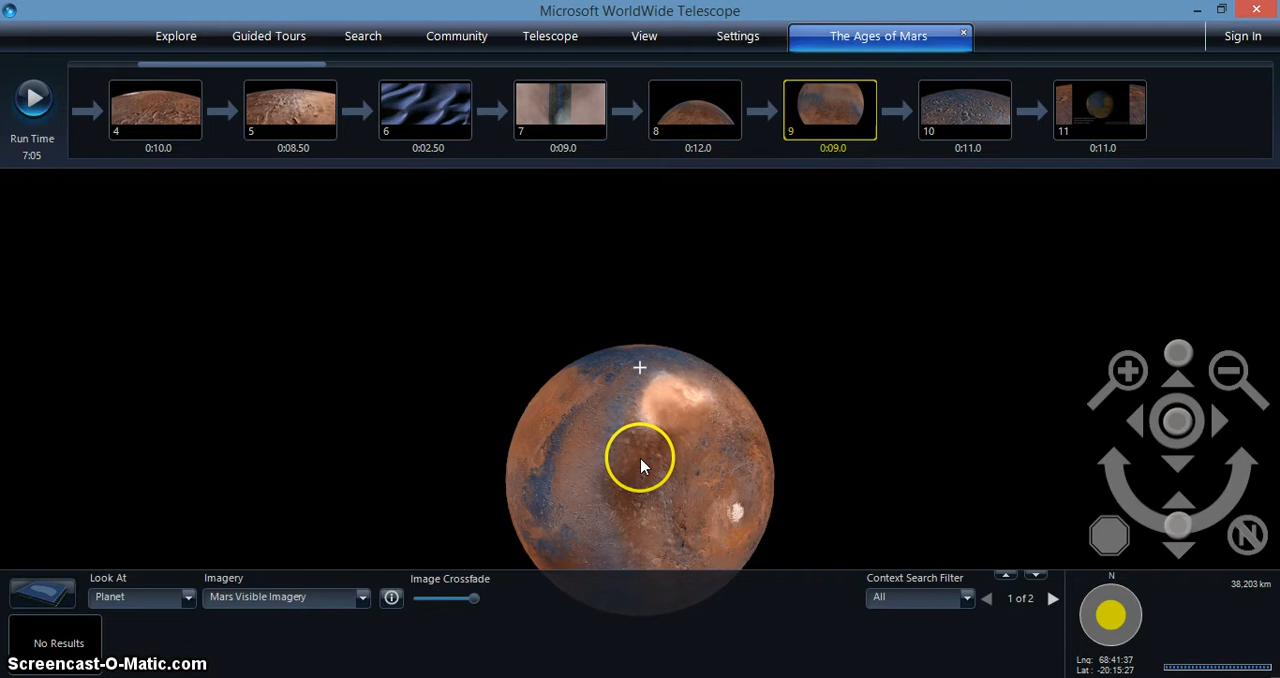 Microsoft WorldWide Telescope
Explore Guided Tours Search Community Telescope View Settings The Ages of Mars Sign In
Run Time
7:05
4 5 6 7 8 9 10 11
0:10.0 0:08.50 0:02.50 0:09.0 0:12.0 0:09.0 0:11.0 0:11.0
Look At Imagery Image Crossfade Context Search Filter N
Planet Mars Visible Imagery All 1 of 2 38,203 km
No Results
Lng: 68:41:37
Lat : -20:15:27
Screencast-O-Matic.com